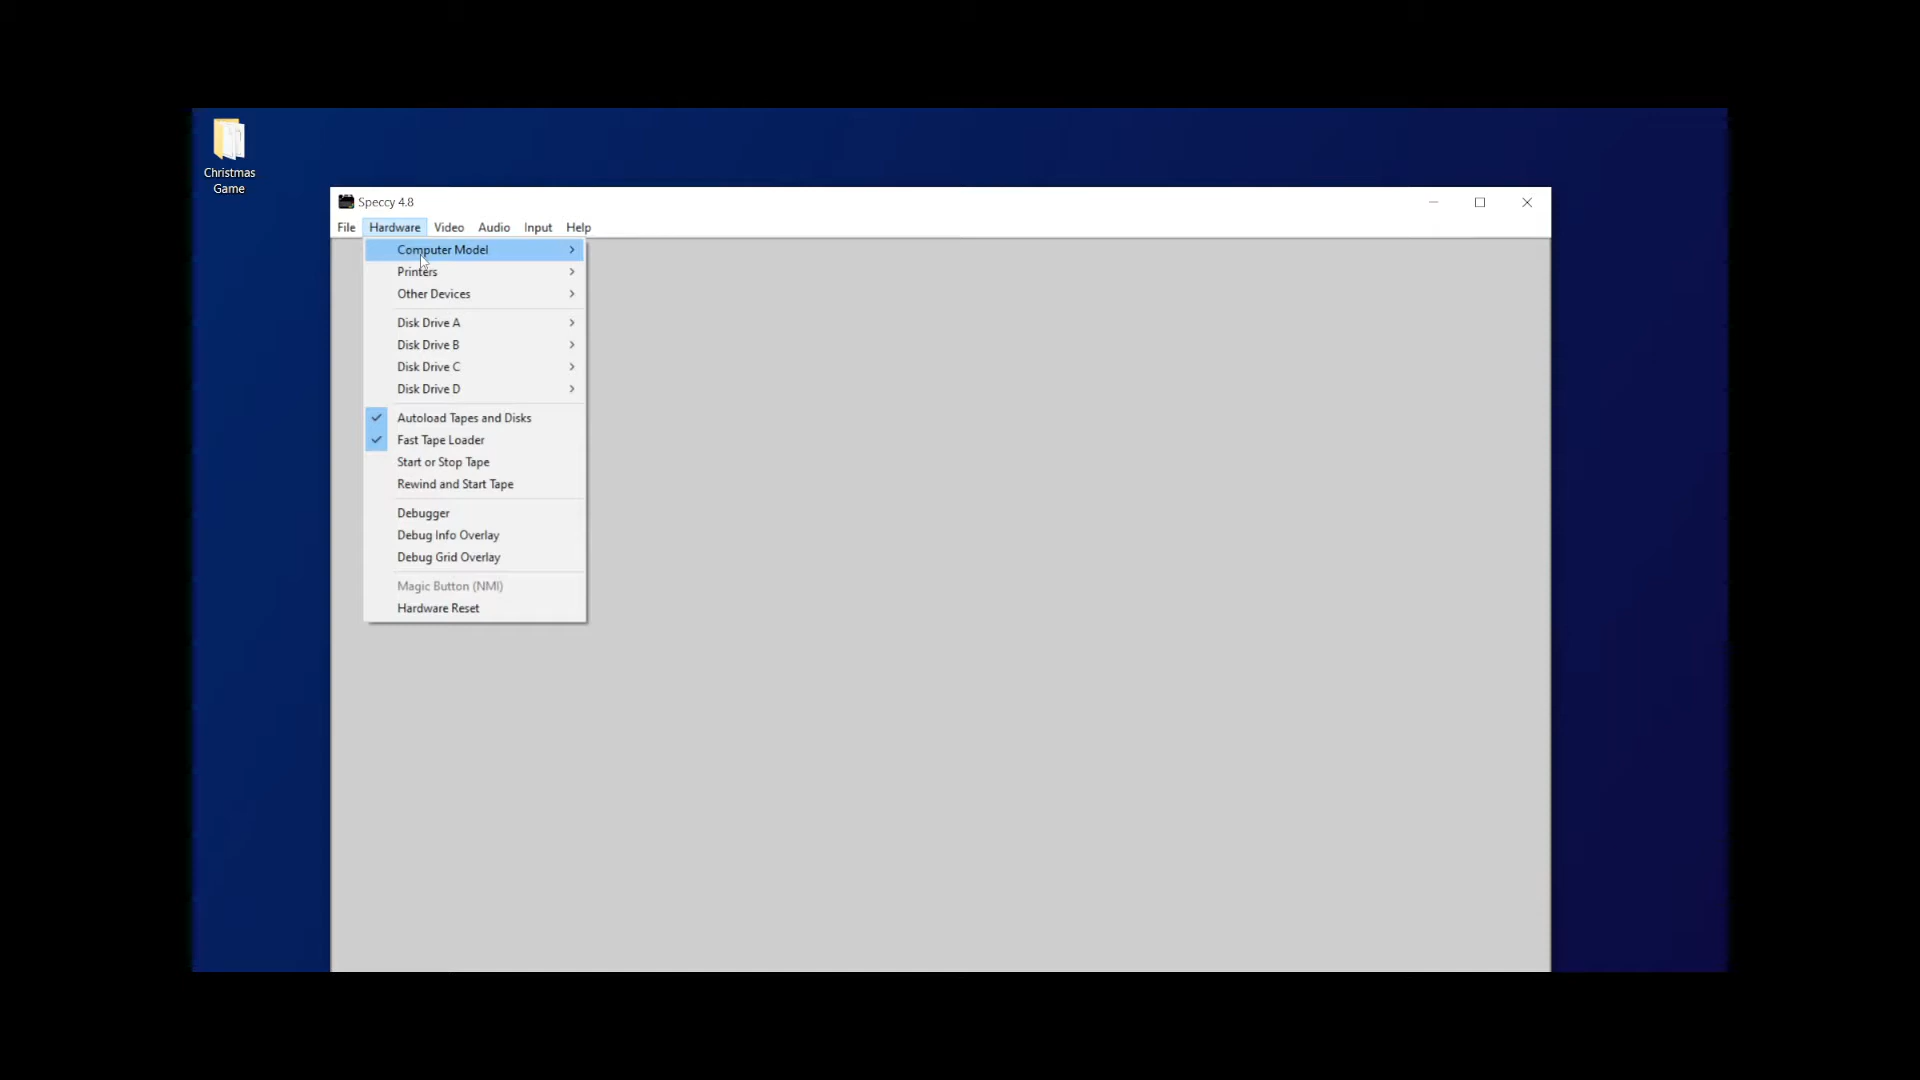 Christmas
Game
Speccy 4.8
File Hardware Video Audio Input Help
Computer Model
Printers
Other Devices
Disk Drive A
Disk Drive B
Disk Drive C
Disk Drive D
Autoload Tapes and Disks
Fast Tape Loader
Start or Stop Tape
Rewind and Start Tape
Debugger
Debug Info Overlay
Debug Grid Overlay
Magic Button (NMI)
Hardware Reset